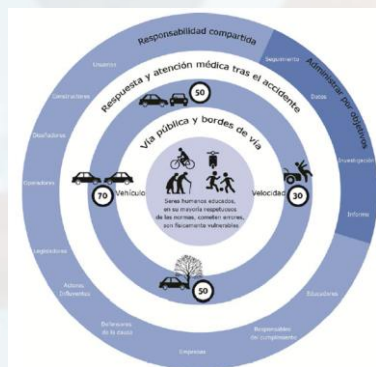 Responsabilidad compartida
Administrar por objetivos
Usuarios
Constructores
Diseñadores
Operadores
Legisladores
Actores
Influyentes
Defensores
de la causa
Empresas
Responsables
del cumplimiento
Educadores
Informe
Investigación
Datos
Seguimiento
Respuesta y atención médica tras el accidente
50
Vía pública y bordes de vía
70
Vehículo
Velocidad
30
Seres humanos educados,
en su mayoría respetuosos
de las normas, cometen errores,
son físicamente vulnerables
50